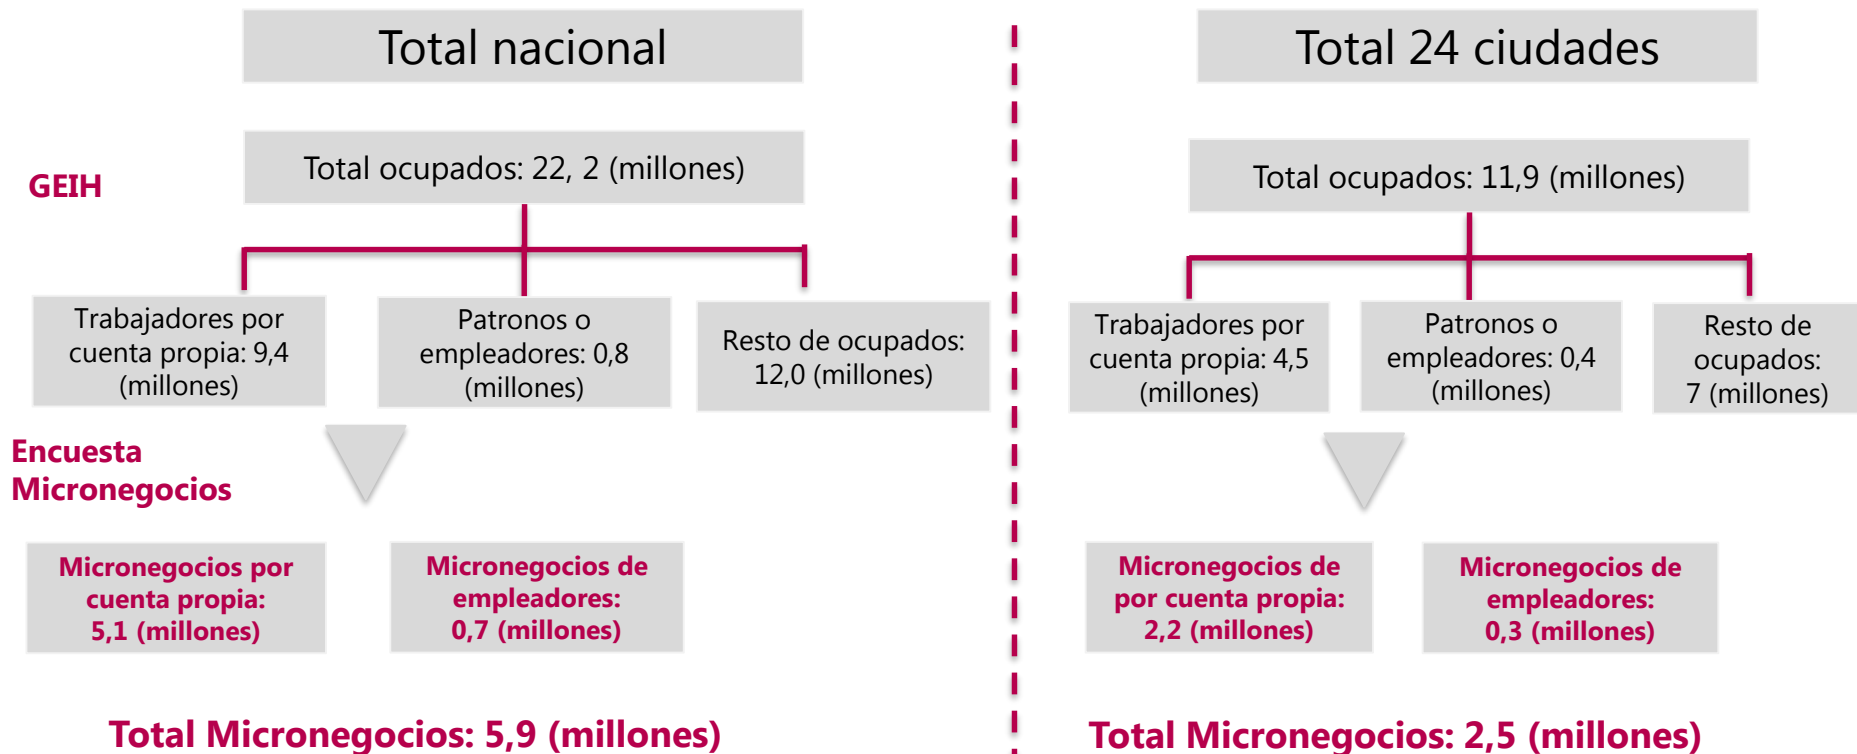 Total nacional
GEIH
Total ocupados: 22, 2 (millones)
Trabajadores por
cuenta propia: 9,4
(millones)
Patronos o
empleadores: 0,8
(millones)
Resto de ocupados:
12,0 (millones)
Encuesta
Micronegocios
Micronegocios por
cuenta propia:
5,1 (millones)
Micronegocios de
empleadores:
0,7 (millones)
Total Micronegocios: 5,9 (millones)
Total 24 ciudades
Total ocupados: 11,9 (millones)
Trabajadores por
cuenta propia: 4,5
(millones)
Patronos o
empleadores: 0,4
(millones)
Resto de
ocupados:
7 (millones)
Micronegocios de
por cuenta propia:
2,2 (millones)
Micronegocios de
empleadores:
0,3 (millones)
Total Micronegocios: 2,5 (millones)